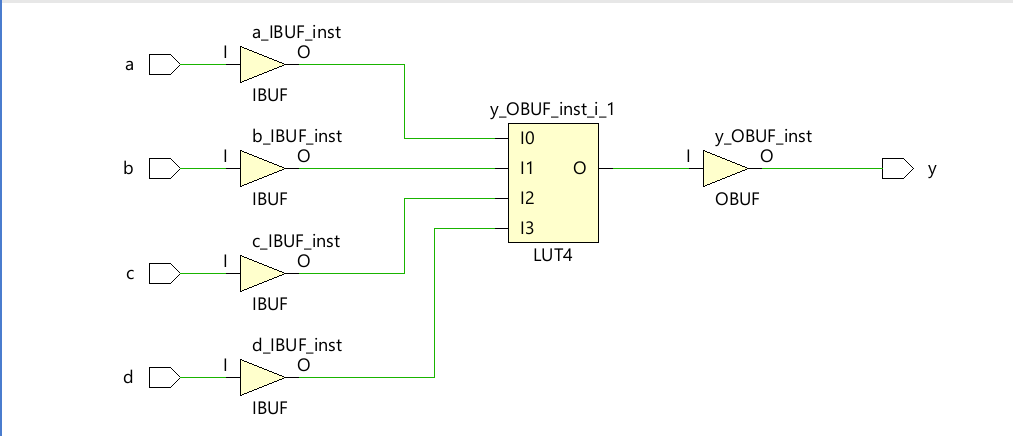 a_IBUF_inst
a
I
O
IBUF
y_OBUF_inst_i_1
b_IBUF_inst
b
I
O
IBUF
I0
I1
I2
I3
O
LUT4
y_OBUF_inst
I
O
y
OBUF
c_IBUF_inst
c
I
O
IBUF
d_IBUF_inst
d
I
O
IBUF